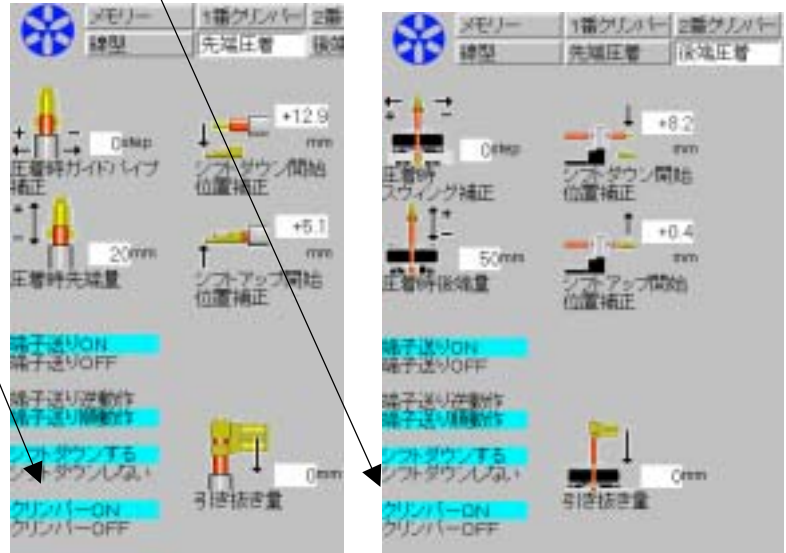 メモリー
1番クリンパー
2番
線型
先端圧着
後端
0step
圧着時ガイドパイプ
補正
+12.9
mm
シフトダウン開始
位置補正
20mm
圧着時先端量
+5.1
mm
シフトアップ開始
位置補正
端子送りON
端子送りOFF
端子送り逆動作
端子送り順動作
シフトダウンする
シフトダウンしない
クリンパーON
クリンパーOFF
0mm
引き抜き量
メモリー
1番クリンパー
2番クリンパー
線型
先端圧着
後端圧着
0step
圧着時
スウィング補正
+8.2
mm
シフトダウン開始
位置補正
50mm
圧着時後端量
+0.4
mm
シフトアップ開始
位置補正
端子送りON
端子送りOFF
端子送り逆動作
端子送り順動作
シフトダウンする
シフトダウンしない
クリンパーON
クリンパーOFF
0mm
引き抜き量